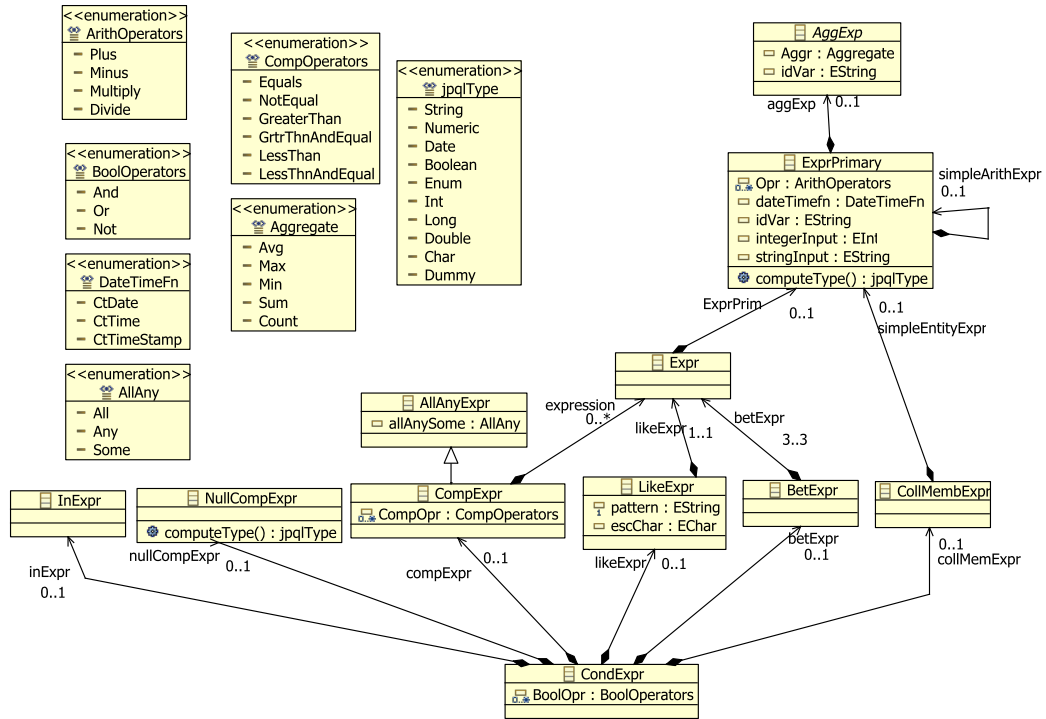 <<enumeration>>
ArithOperators
Plus
Minus
Multiply
Divide
<<enumeration>>
BoolOperators
And
Or
Not
<<enumeration>>
DateTimeFn
CtDate
CtTime
CtTimeStamp
<<enumeration>>
AllAny
All
Any
Some
<<enumeration>>
CompOperators
Equals
NotEqual
GreaterThan
GrtrThnAndEqual
LessThan
LessThnAndEqual
<<enumeration>>
Aggregate
Avg
Max
Min
Sum
Count
<<enumeration>>
jpqlType
String
Numeric
Date
Boolean
Enum
Int
Long
Double
Char
Dummy
AggExp
Aggr : Aggregate
idVar : EString
aggExp
0..1
ExprPrimary
0..* Opr : ArithOperators
dateTimefn : DateTimeFn
idVar : EString
integerInput : EInt
stringInput : EString
computeType() : jpqlType
simpleArithExpr
0..1
ExprPrim
0..1
0..1
simpleEntityExpr
Expr
expression
0..*
likeExpr
1..1
betExpr
3..3
AllAnyExpr
allAnySome : AllAny
InExpr
NullCompExpr
computeType() : jpqlType
CompExpr
0..* CompOpr : CompOperators
LikeExpr
1 pattern : EString
escChar : EChar
BetExpr
CollMembExpr
inExpr
0..1
nullCompExpr
0..1
compExpr
0..1
likeExpr
0..1
betExpr
0..1
0..1
collMemExpr
CondExpr
0..* BoolOpr : BoolOperators